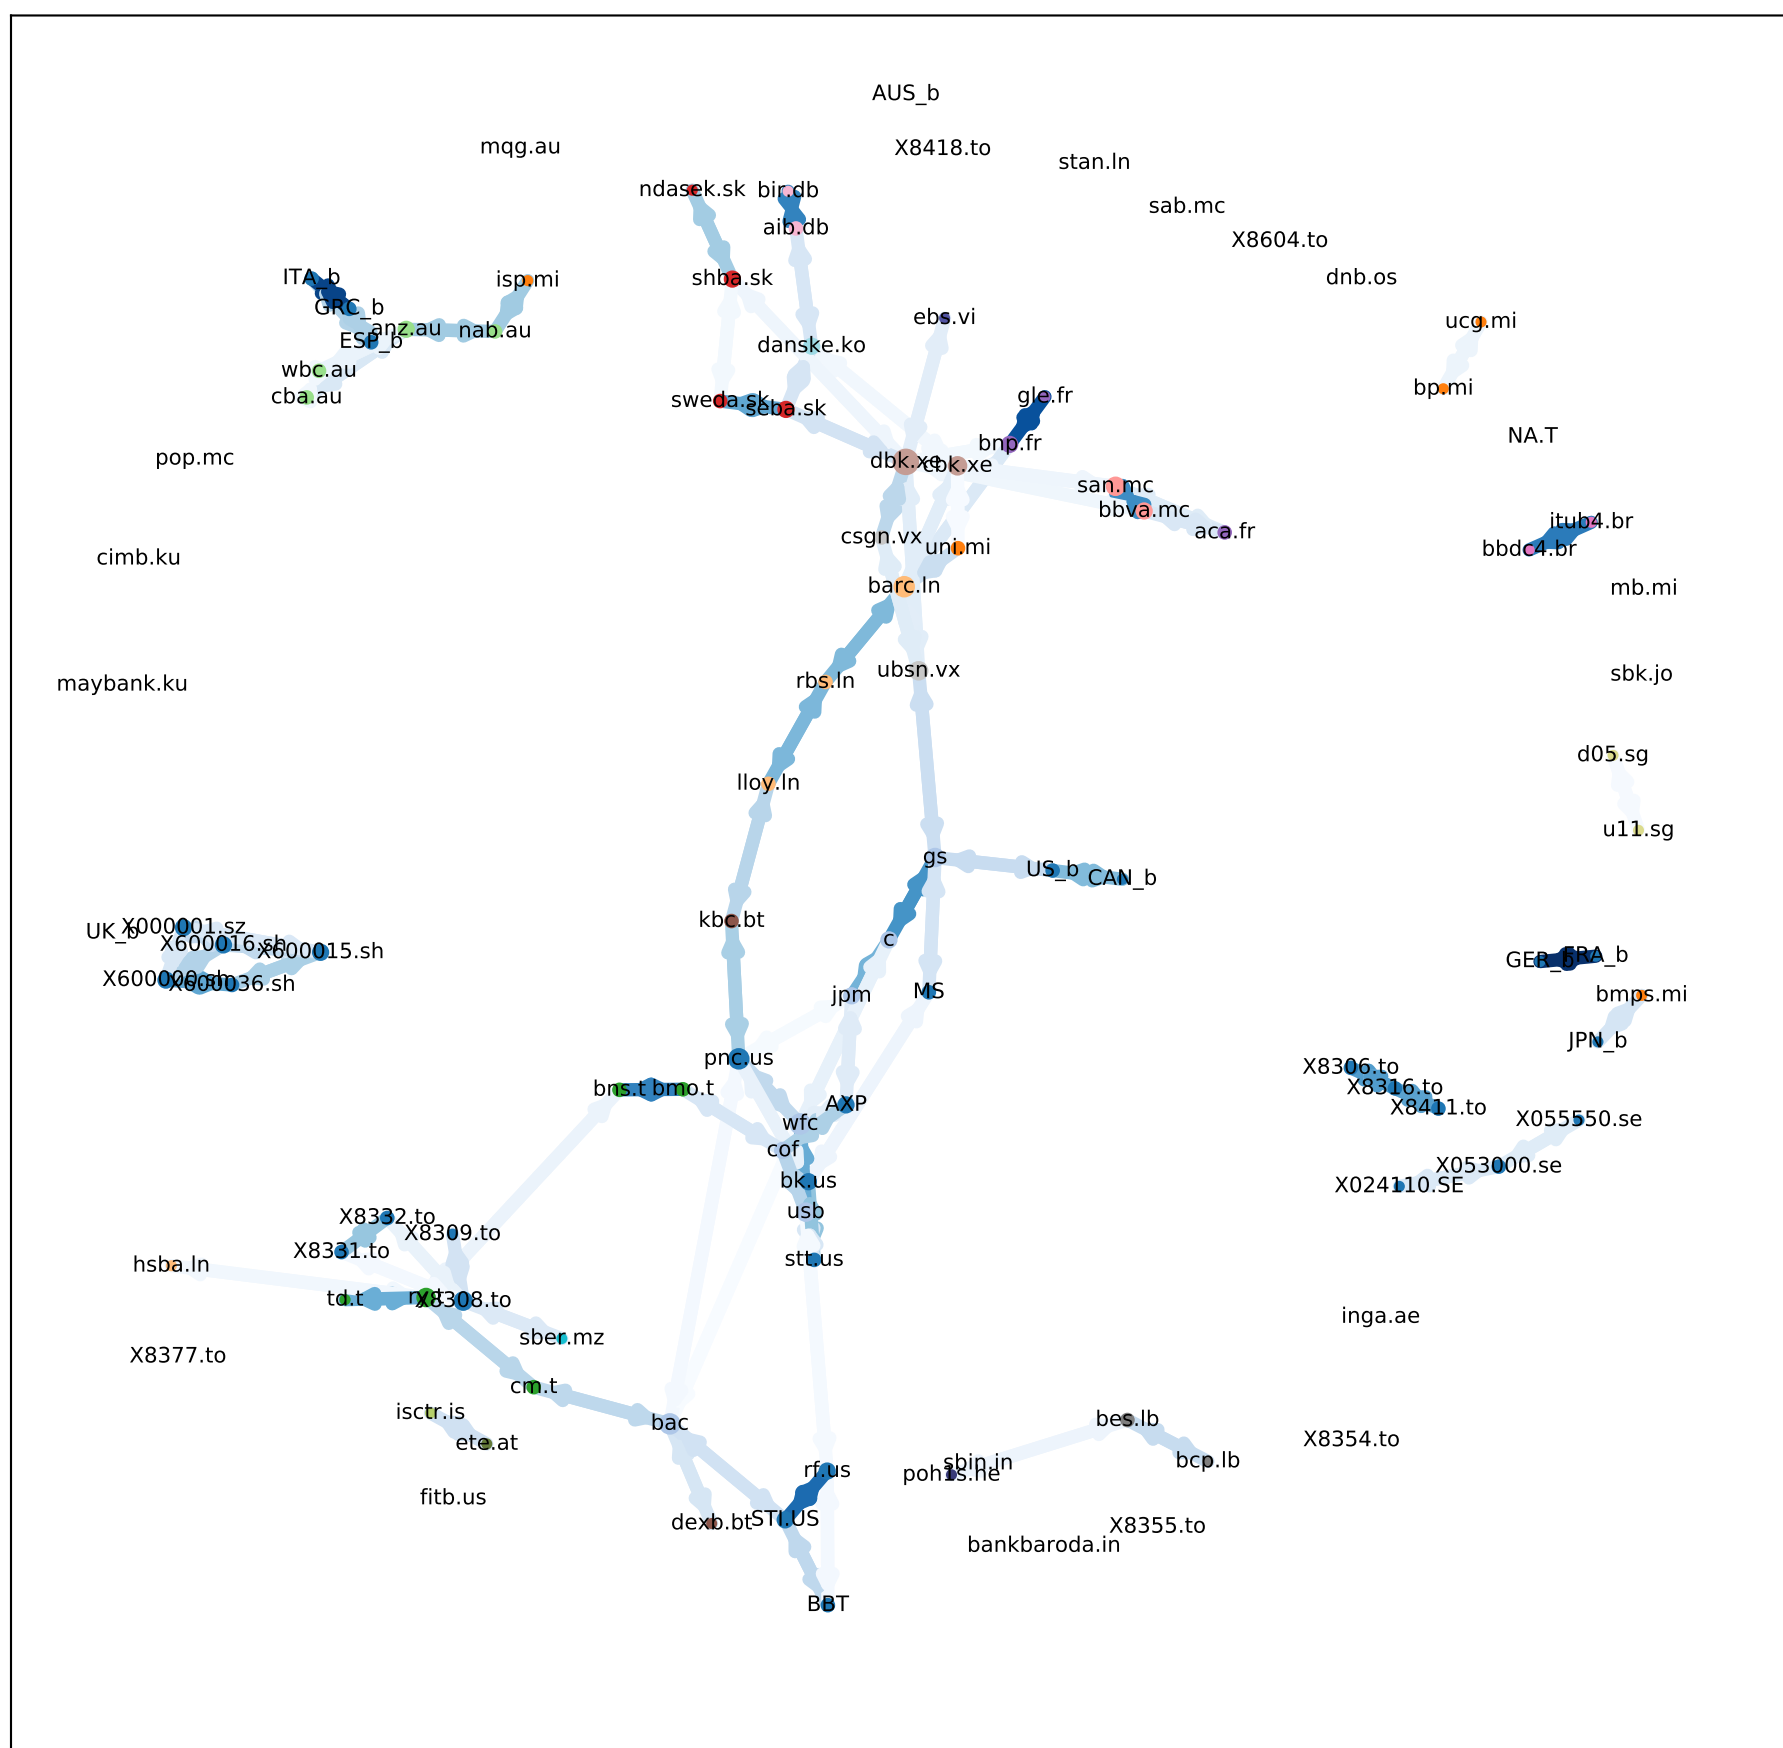 AUS_b
mqg.au
X8418.to
stan.ln
ndasek.sk
bir.db
sab.mc
aib.db
X8604.to
ITA_b
isp.mi
shba.sk
dnb.os
GRC_b
ebs.vi
ucg.mi
anz.au
nab.au
ESP_b
danske.ko
wbc.au
bp.mi
cba.au
sweda.sk
seba.sk
gle.fr
NA.T
bnp.fr
pop.mc
dbk.xe
cbk.xe
san.mc
bbva.mc
itub4.br
aca.fr
csgn.vx
uni.mi
bbdc4.br
cimb.ku
barc.ln
mb.mi
maybank.ku
rbs.ln
ubsn.vx
sbk.jo
d05.sg
lloy.ln
u11.sg
gs
US_b
CAN_b
kbc.bt
UK_b
X000001.sz
c
X600016.sh
X600015.sh
GER_b
FRA_b
X600000.sh
X600036.sh
jpm
MS
bmps.mi
JPN_b
pnc.us
X8306.to
bns.t
bmo.t
X8316.to
AXP
X8411.to
wfc
X055550.se
cof
X053000.se
bk.us
X024110.SE
X8332.to
usb
X8309.to
X8331.to
hsba.ln
stt.us
td.t
ry.t
X8308.to
sber.mz
inga.ae
X8377.to
cm.t
isctr.is
bac
bes.lb
ete.at
X8354.to
rf.us
sbin.in
bcp.lb
poh1s.he
fitb.us
dexb.bt
STI.US
X8355.to
bankbaroda.in
BBT